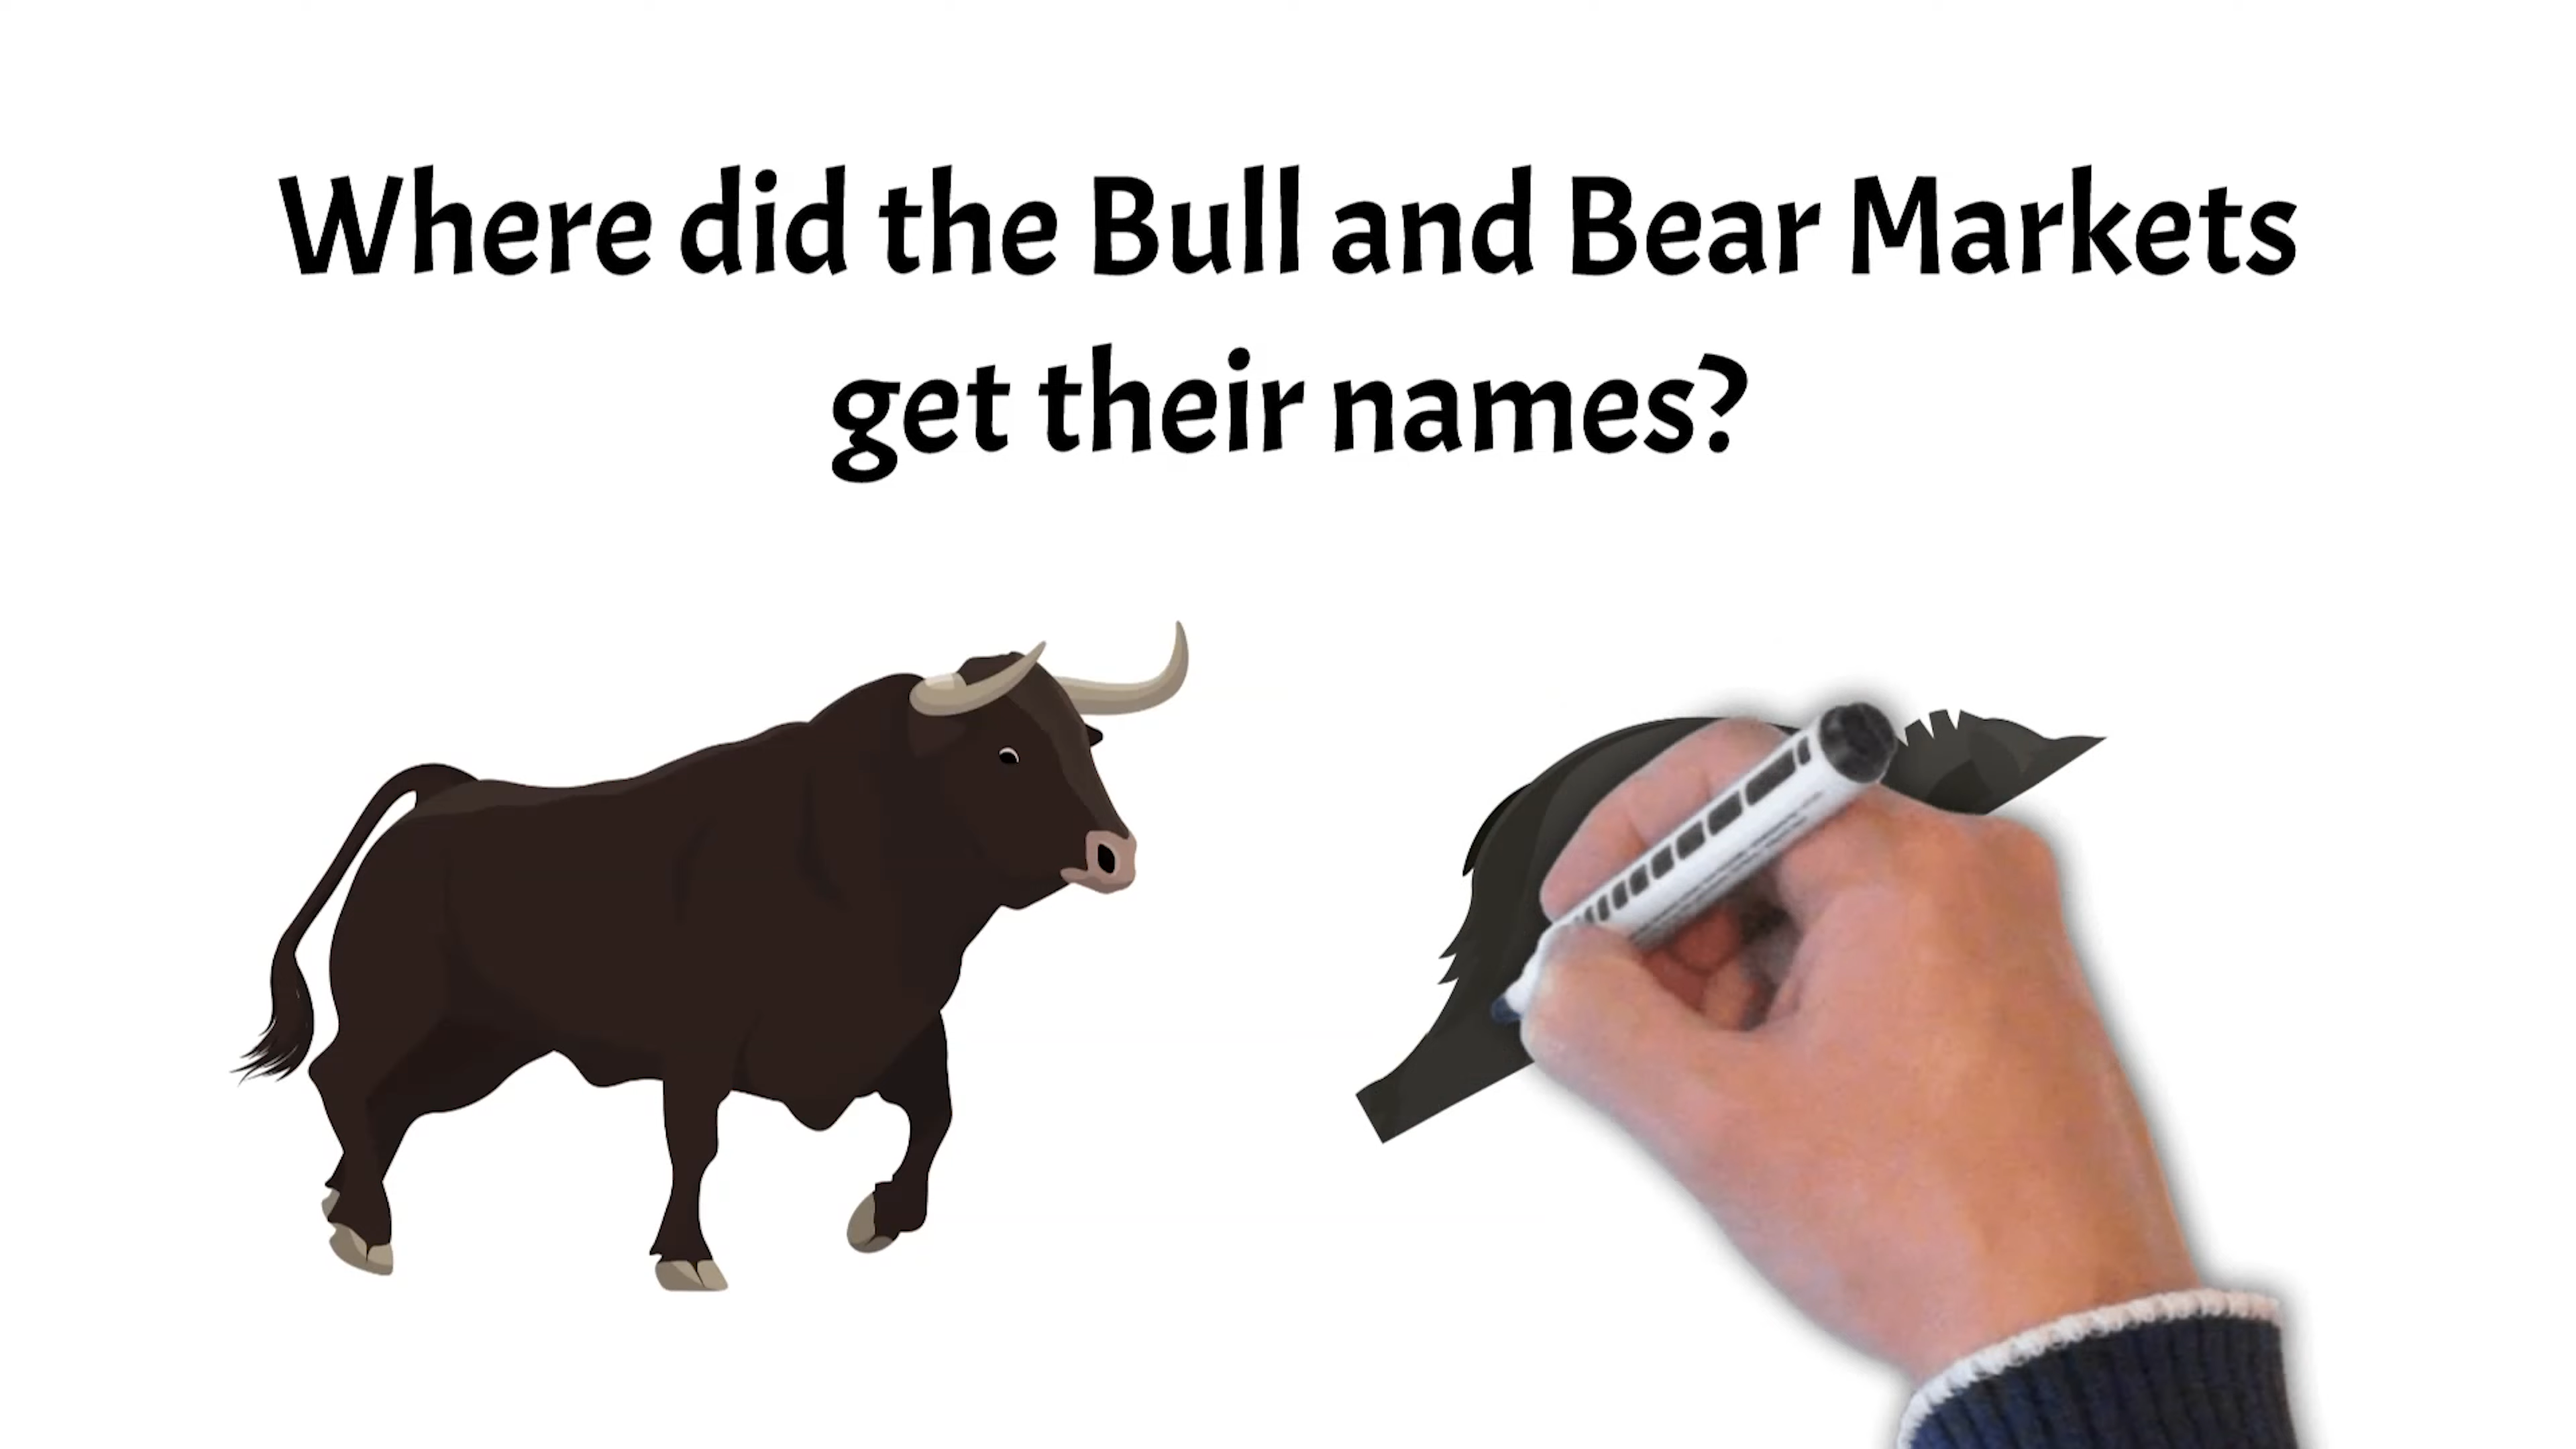 Where did the Bull and Bear Markets
get their names?